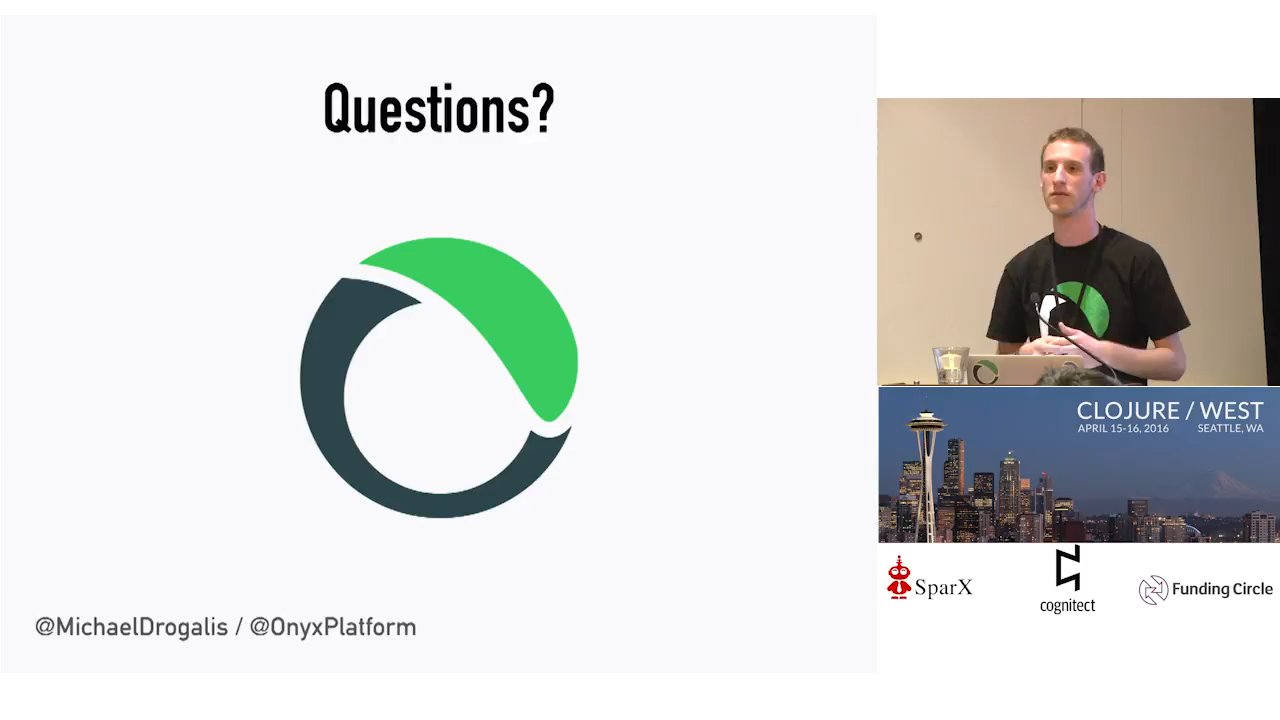 Questions?
@MichaelDrogalis / @OnyxPlatform
CLOJURE / WEST
APRIL 15-16, 2016 SEATTLE, WA
SparX
cognitect
Funding Circle